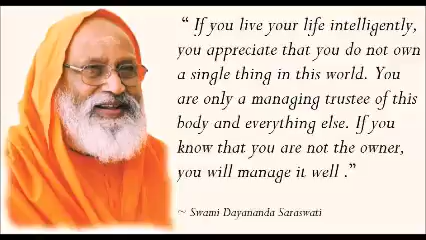 “ If you live your life intelligently,
you appreciate that you do not own
a single thing in this world. You
are only a managing trustee of this
body and everything else. If you
know that you are not the owner,
you will manage it well .”
~ Swami Dayananda Saraswati